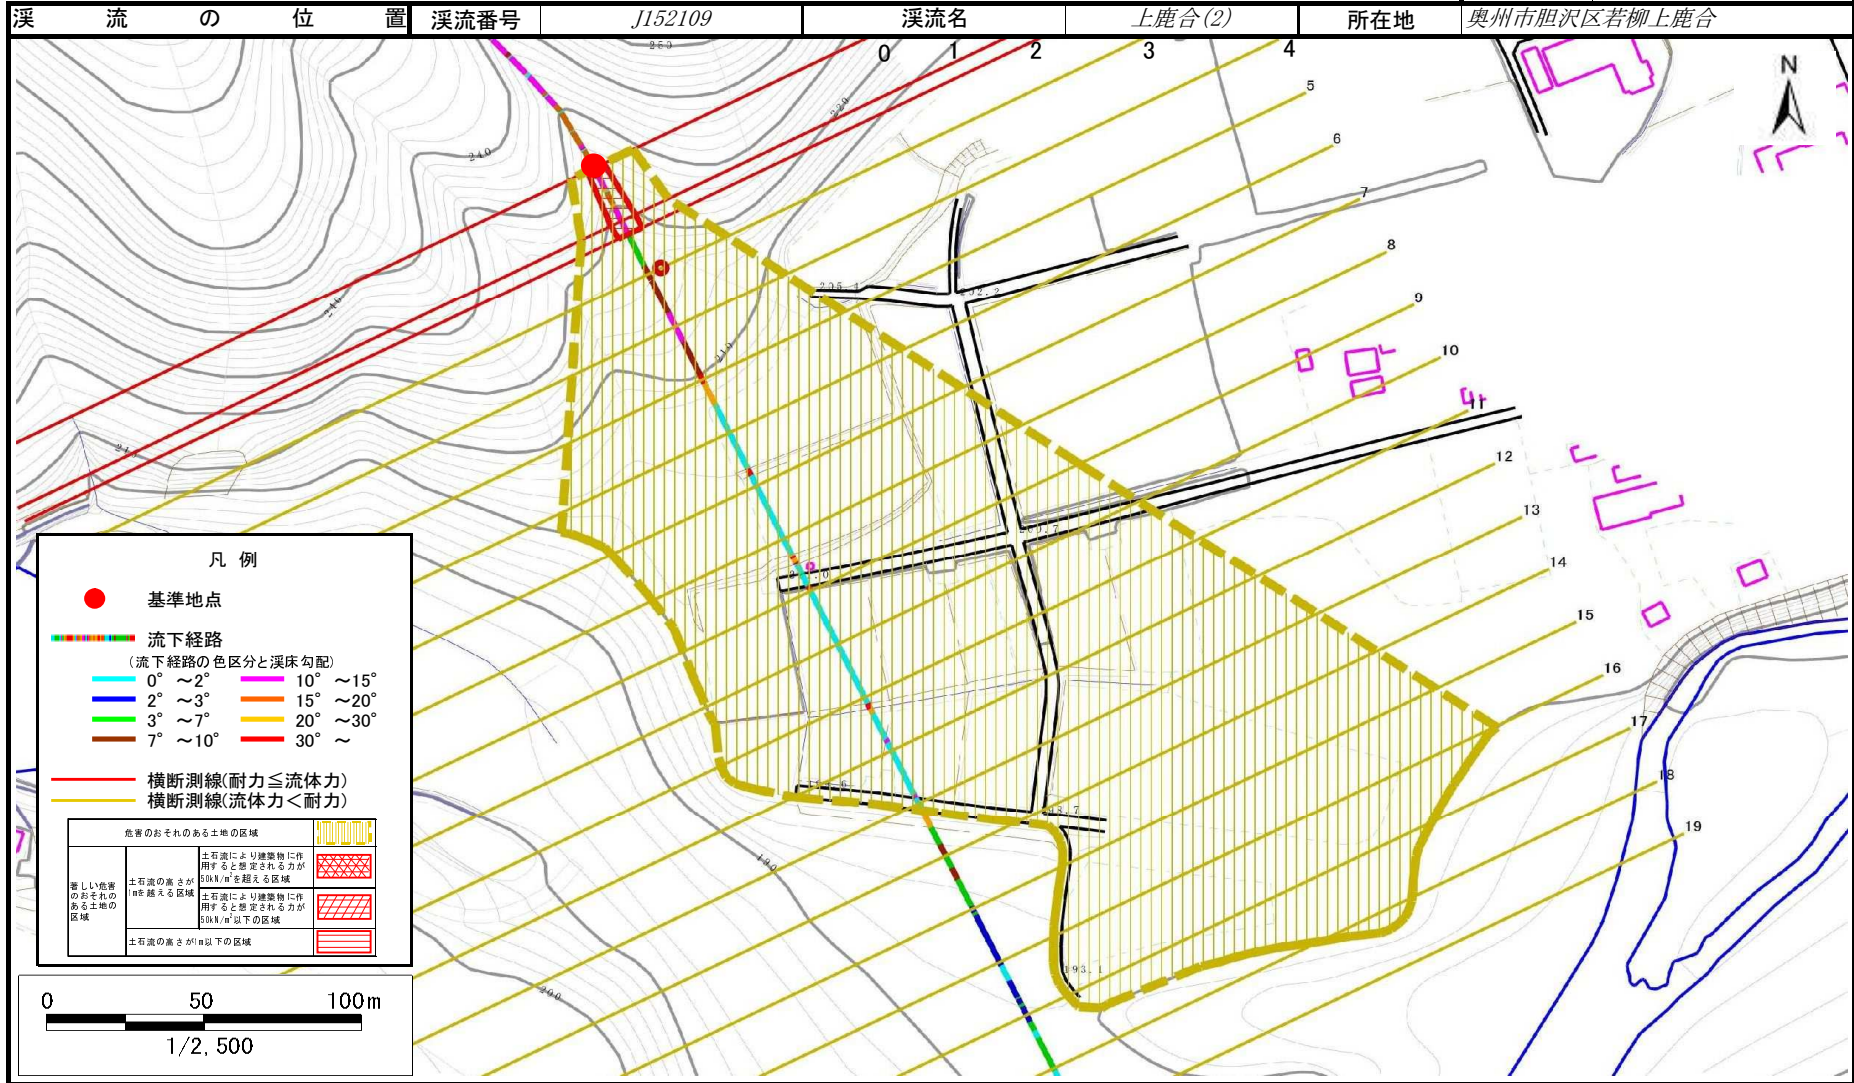 渓流の位置 渓流番号 J152109 渓流名 上鹿合(2) 所在地 奥州市胆沢区若柳上鹿合
0 1 2 3 4
N
5
6
7
8
9
10
11
12
13
14
15
16
17
18
19
240
220
210
205.4
202.2
190
200
193.1
凡 例
基準地点
流下経路
(流下経路の色区分と渓床勾配)
0° ～2° 10° ～15°
2° ～3° 15° ～20°
3° ～7° 20° ～30°
7° ～10° 30° ～
横断測線(耐力≦流体力)
横断測線(流体力＜耐力)
危害のおそれのある土地の区域
著しい危害のおそれのある土地の区域
土石流の高さが1mを越える区域
土石流により建築物に作用すると想定される力が50kN/㎡を超える区域
土石流により建築物に作用すると想定される力が50kN/㎡以下の区域
土石流の高さが1m以下の区域
0 50 100m
1/2,500